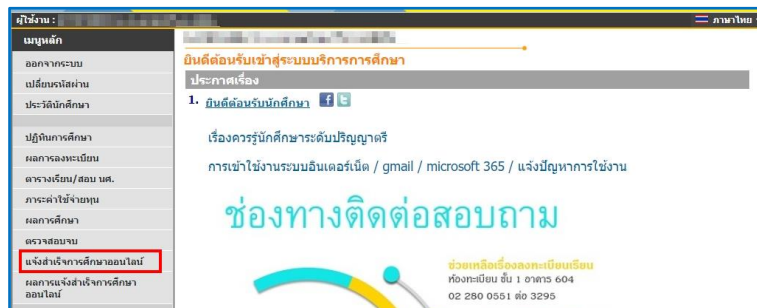 ผู้ใช้งาน :
ภาษาไทย
เมนูหลัก
ออกจากระบบ
เปลี่ยนรหัสผ่าน
ประวัตินักศึกษา
ปฏิทินการศึกษา
ผลการลงทะเบียน
ตารางเรียน/สอบ นศ.
ภาระค่าใช้จ่ายทุน
ผลการศึกษา
ตรวจสอบจบ
แจ้งสำเร็จการศึกษาออนไลน์
ผลการแจ้งสำเร็จการศึกษา
ออนไลน์
ยินดีต้อนรับเข้าสู่ระบบบริการการศึกษา
ประกาศเรื่อง
1. ยินดีต้อนรับนักศึกษา
เรื่องควรรู้นักศึกษาระดับปริญญาตรี
การเข้าใช้งานระบบอินเตอร์เน็ต / gmail / microsoft 365 / แจ้งปัญหาการใช้งาน
ช่องทางติดต่อสอบถาม
ช่วยเหลือเรื่องลงทะเบียนเรียน
ห้องทะเบียน ชั้น 1 อาคาร 604
02 280 0551 ต่อ 3295